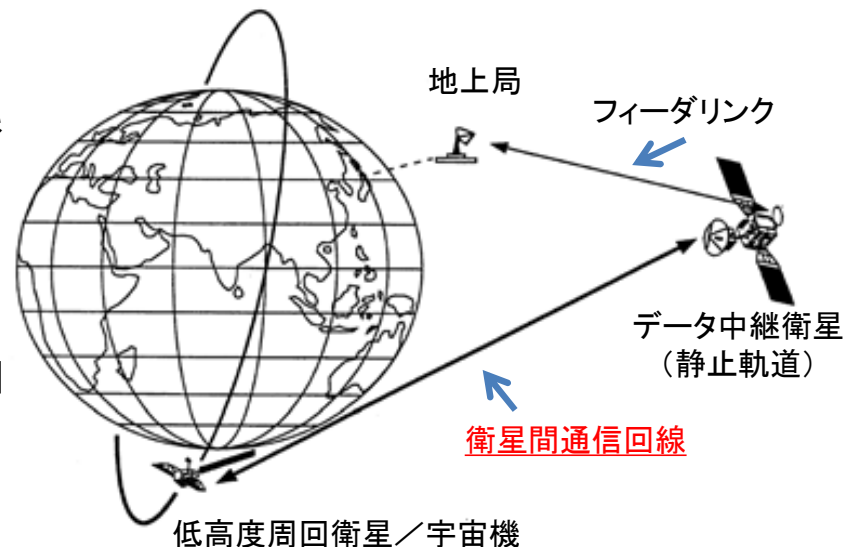 地上局
フィーダリンク
データ中継衛星
（静止軌道）
衛星間通信回線
低高度周回衛星／宇宙機